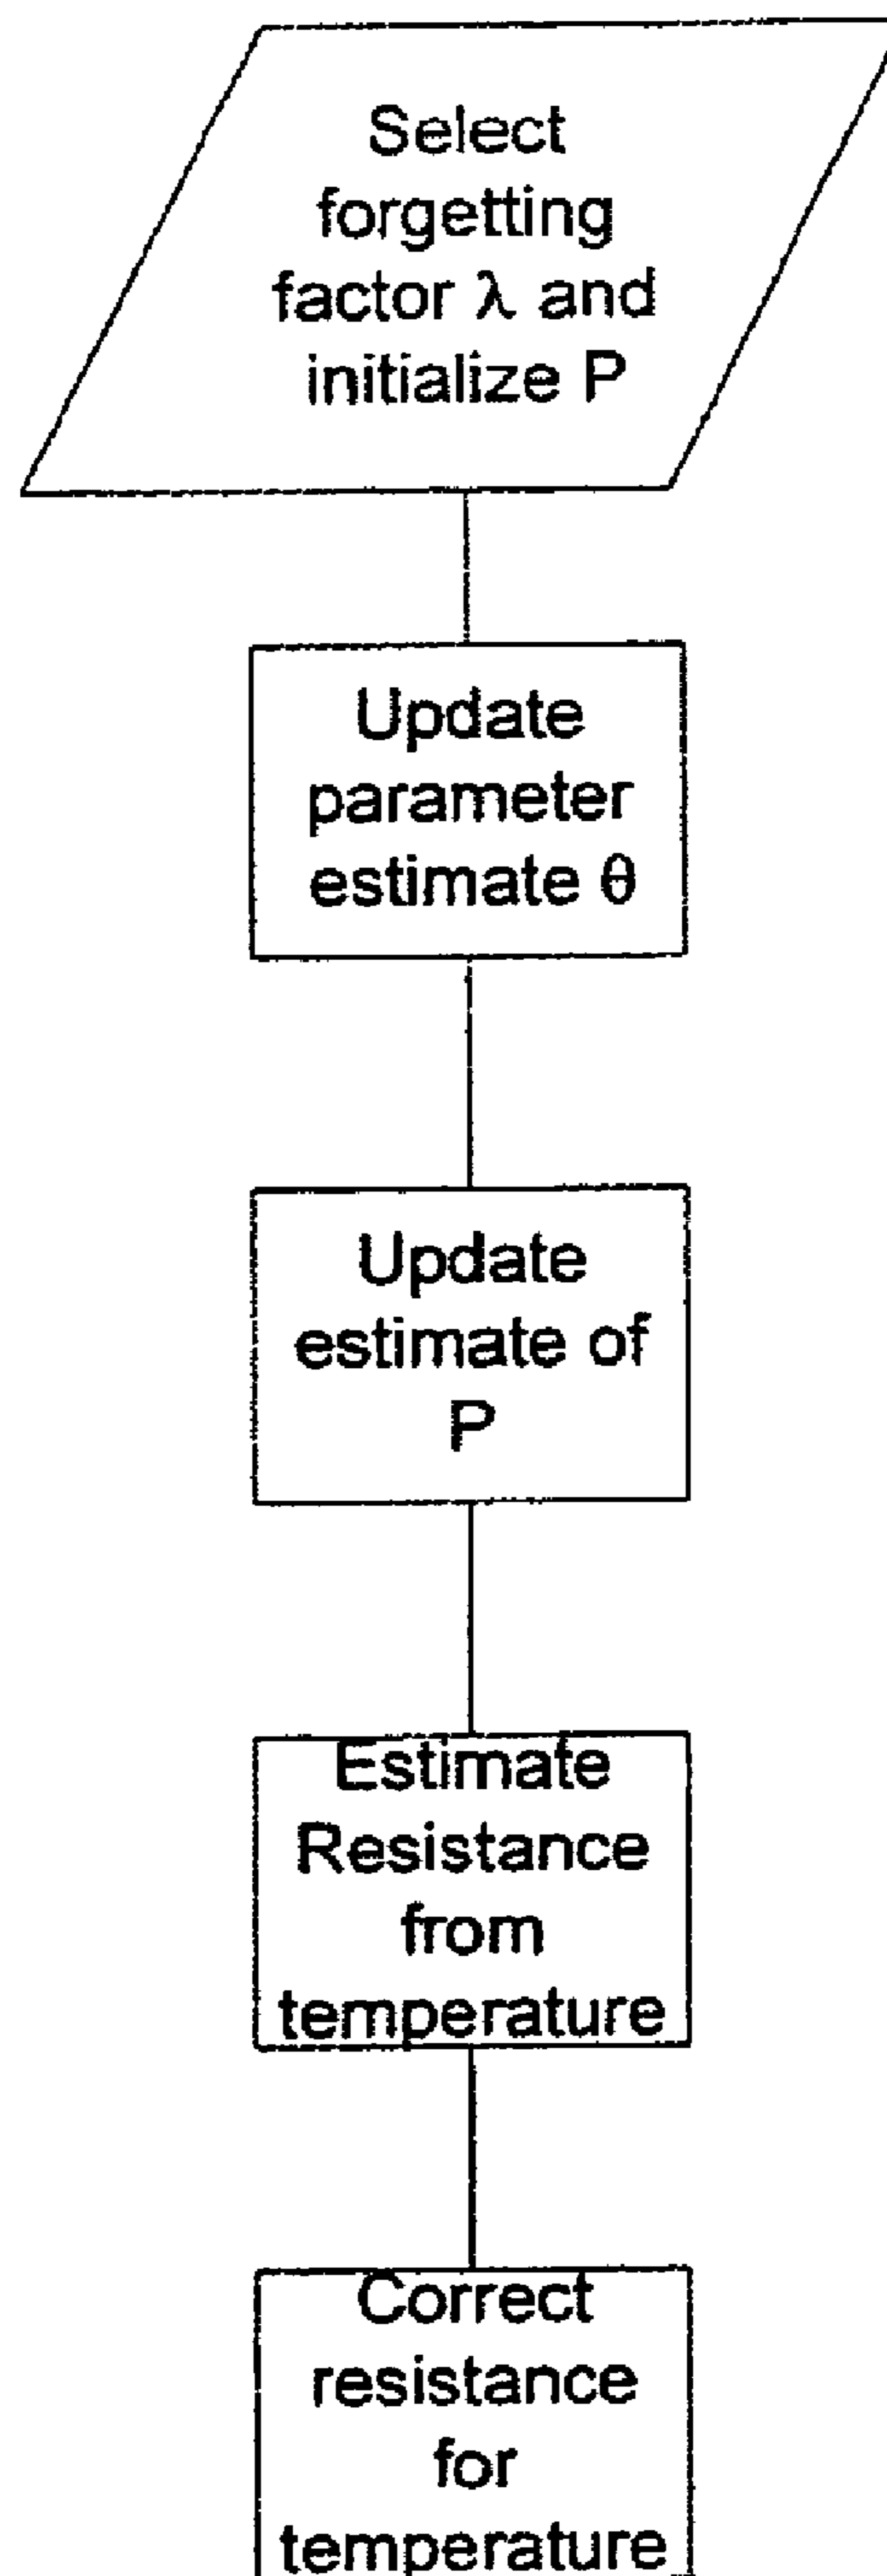 Select
forgetting
factor λ and
initialize P
Update
parameter
estimate θ
Update
estimate of
P
Estimate
Resistance
from
temperature
Correct
resistance
for
temperature